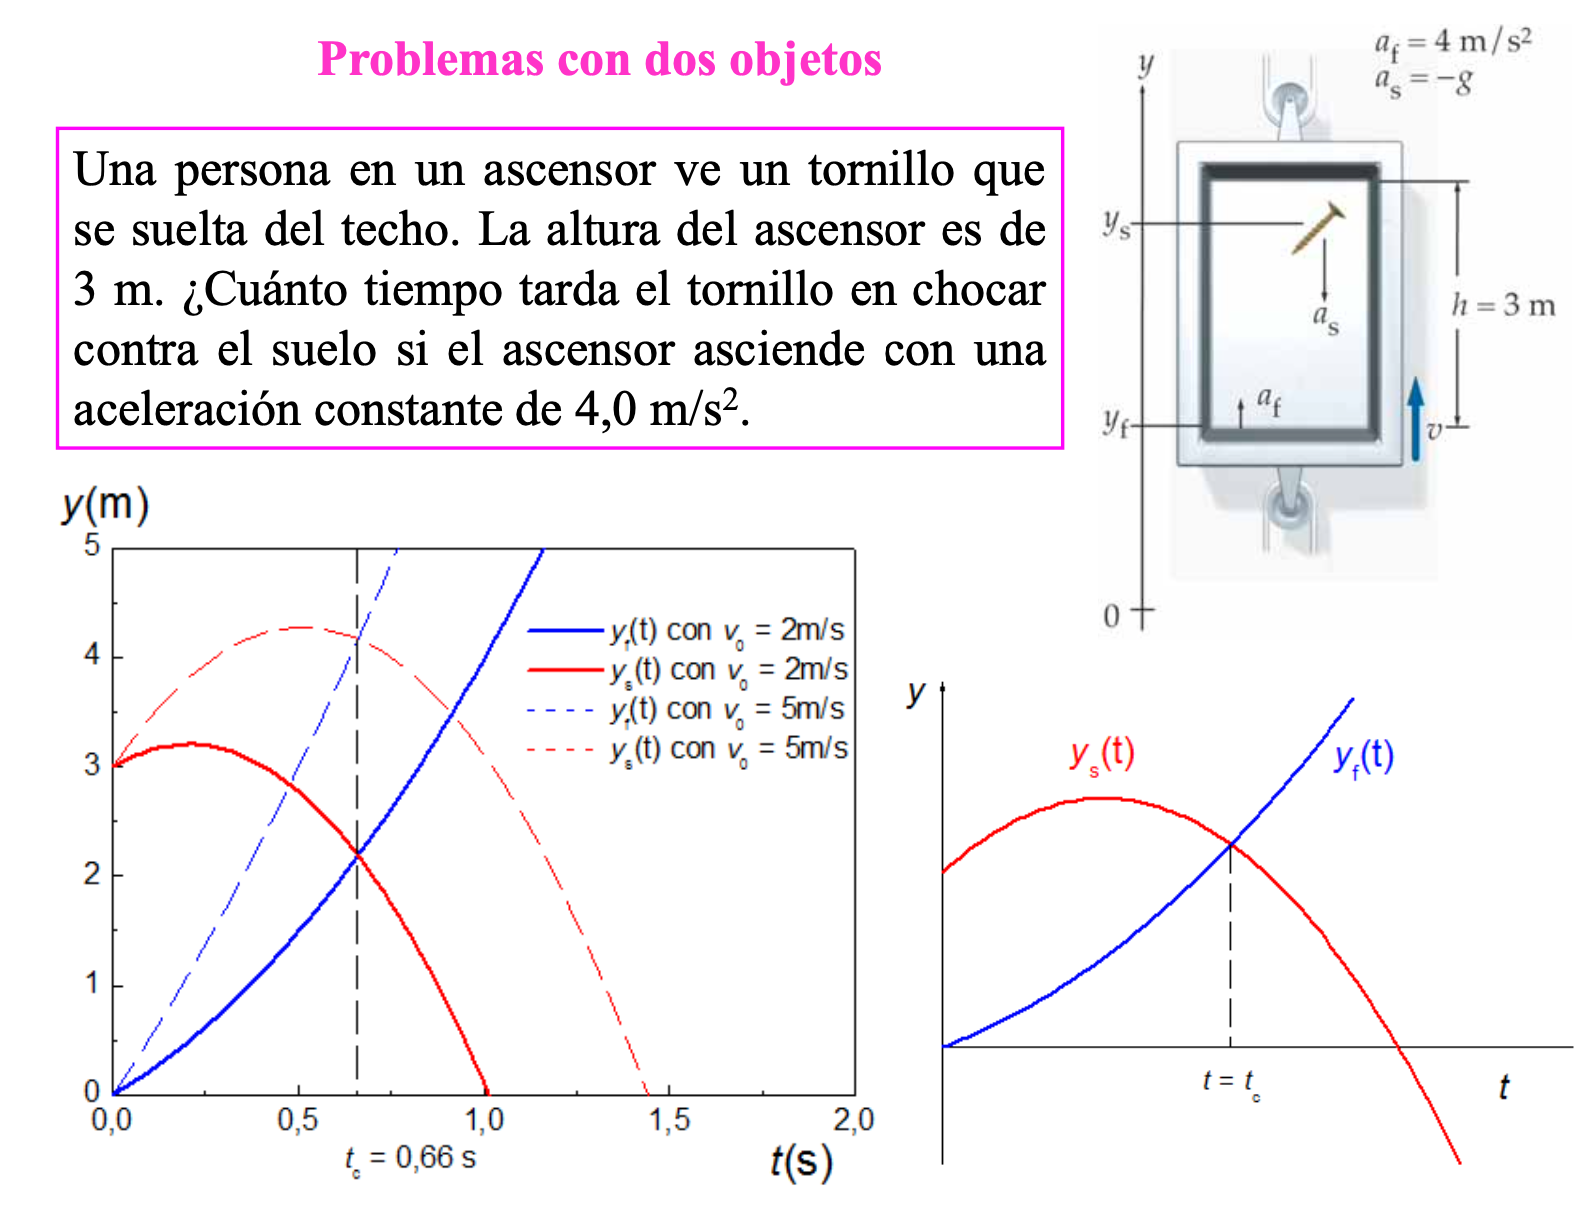 Problemas con dos objetos
Una persona en un ascensor ve un tornillo que
se suelta del techo. La altura del ascensor es de
3 m. ¿Cuánto tiempo tarda el tornillo en chocar
contra el suelo si el ascensor asciende con una
aceleración constante de 4,0 m/s².
a_f = 4 m/s²
a_s = −g
y
y_s
a_s
h = 3 m
a_f
y_f
v
0
y(m)
5
4
3
2
1
0
0,0 0,5 1,0 1,5 2,0
t_c = 0,66 s
t(s)
y_f(t) con v_0 = 2m/s
y_s(t) con v_0 = 2m/s
y_f(t) con v_0 = 5m/s
y_s(t) con v_0 = 5m/s
y
y_s(t)
y_f(t)
t = t_c
t